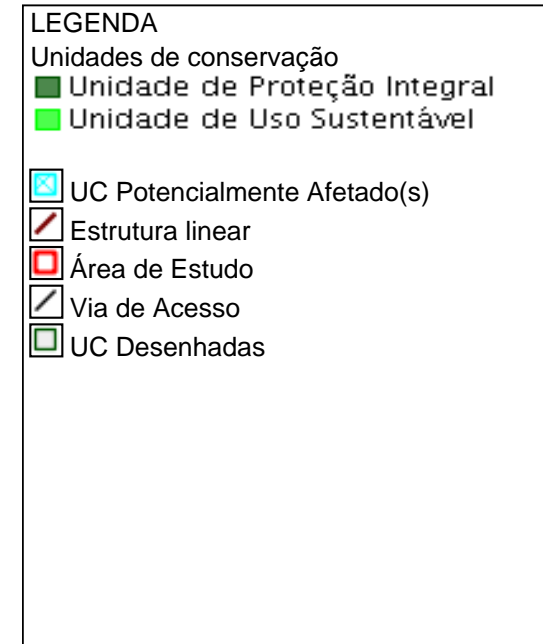 LEGENDA
Unidades de conservação
Unidade de Proteção Integral
Unidade de Uso Sustentável
UC Potencialmente Afetado(s)
Estrutura linear
Área de Estudo
Via de Acesso
UC Desenhadas